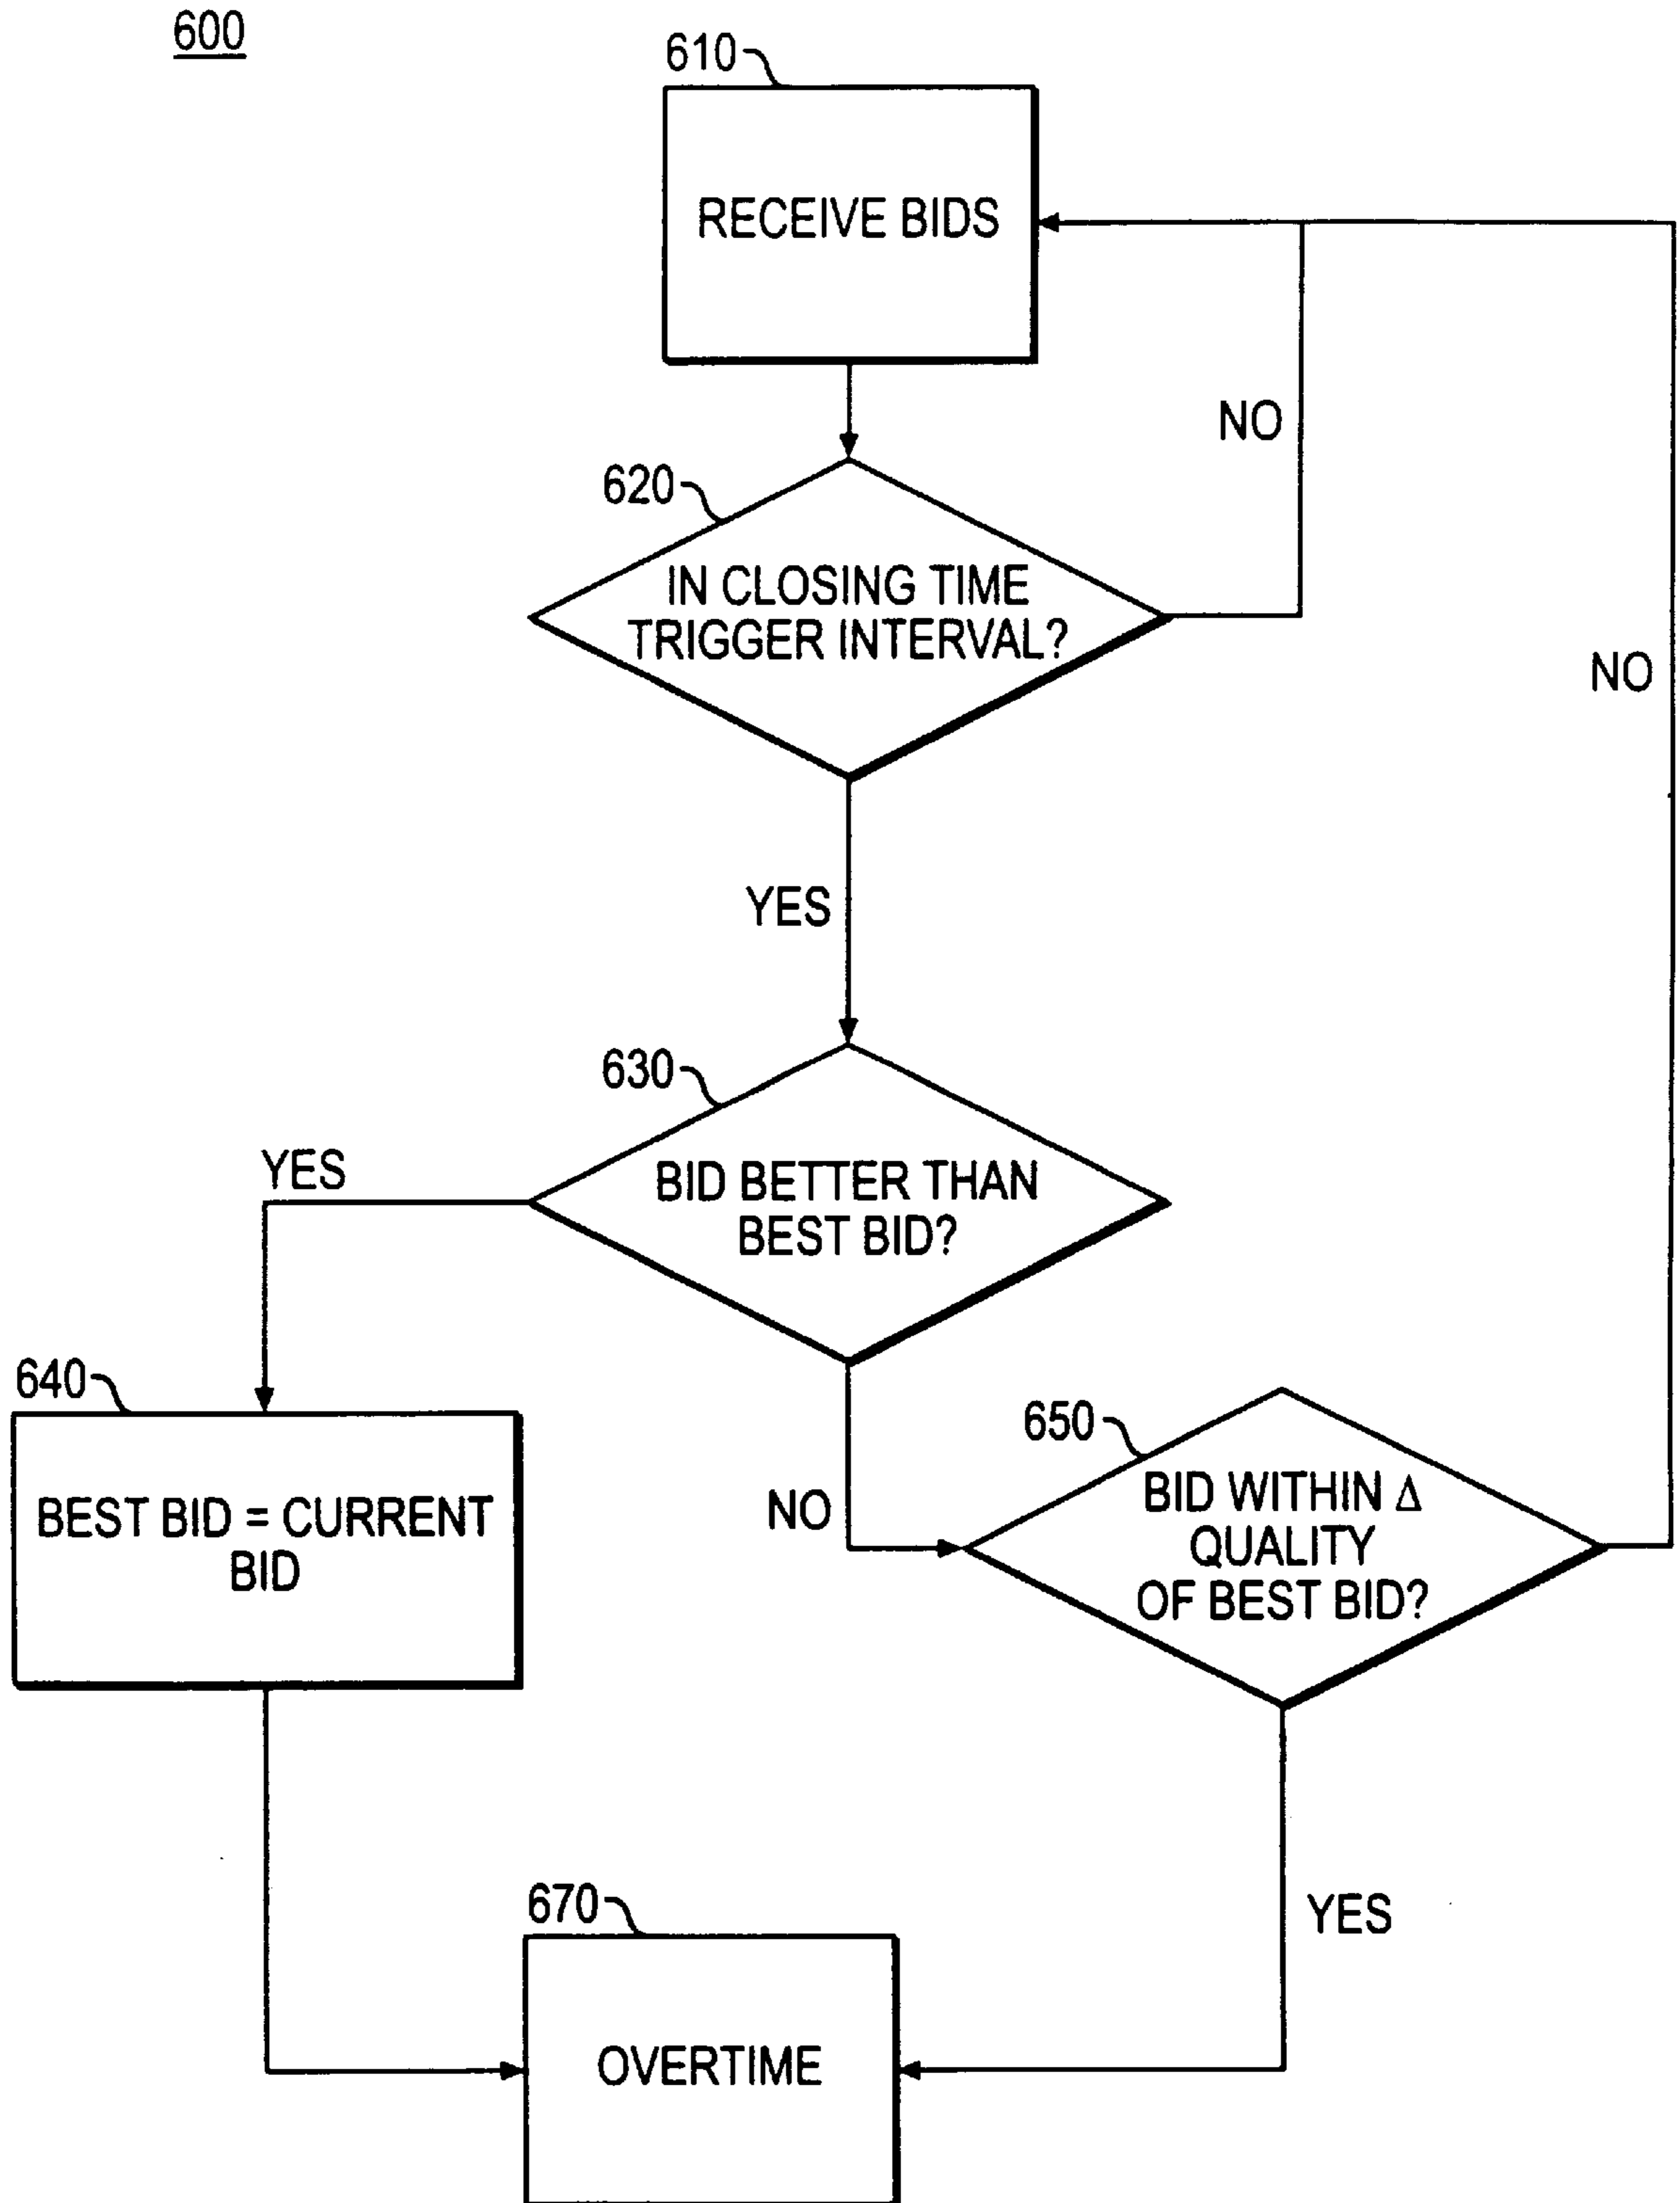 600
610
RECEIVE BIDS
NO
620
IN CLOSING TIME
TRIGGER INTERVAL?
NO
YES
630
YES
BID BETTER THAN
BEST BID?
640
BEST BID = CURRENT
BID
NO
650
BID WITHIN Δ
QUALITY
OF BEST BID?
YES
670
OVERTIME